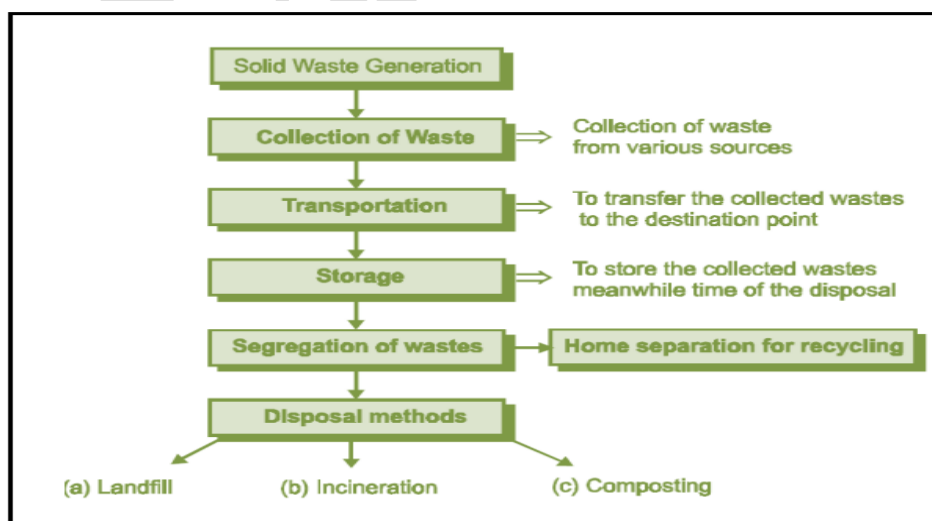 Solid Waste Generation
Collection of Waste
Collection of waste
from various sources
Transportation
To transfer the collected wastes
to the destination point
Storage
To store the collected wastes
meanwhile time of the disposal
Segregation of wastes
Home separation for recycling
Disposal methods
(a) Landfill
(b) Incineration
(c) Composting